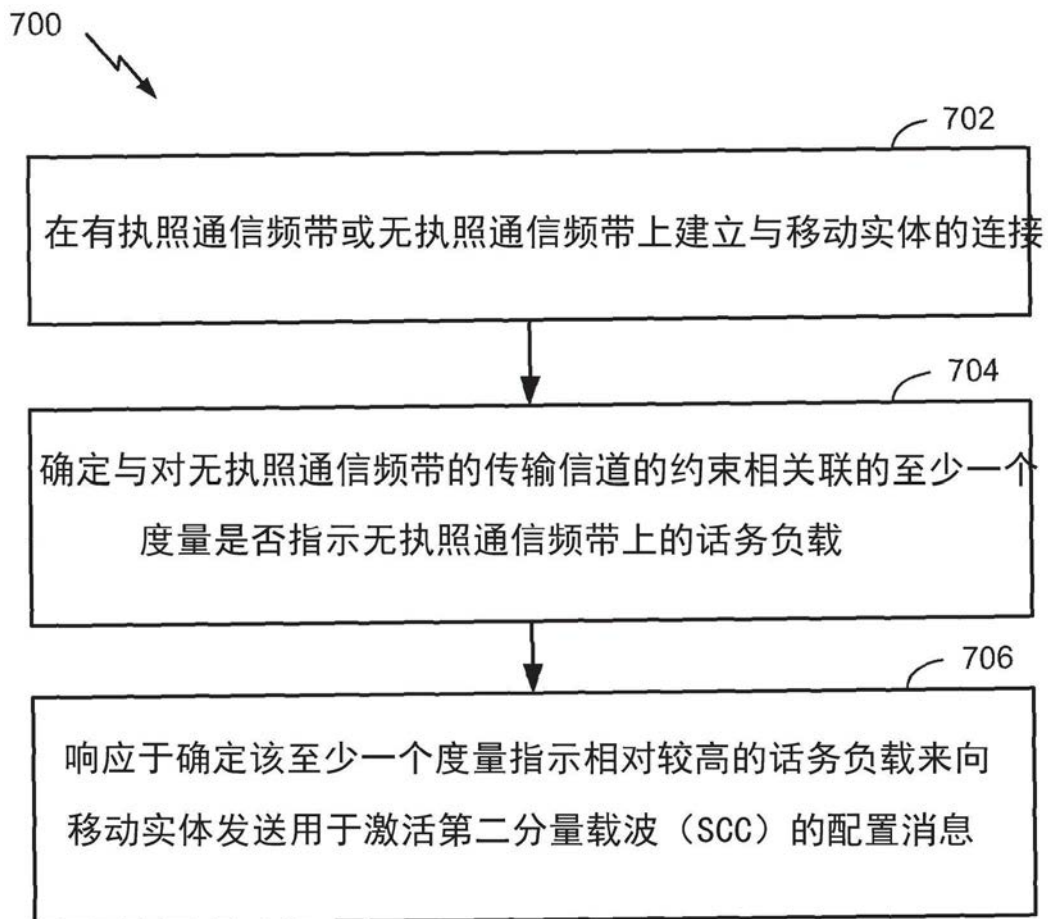 700
702
在有执照通信频带或无执照通信频带上建立与移动实体的连接
704
确定与对无执照通信频带的传输信道的约束相关联的至少一个
度量是否指示无执照通信频带上的话务负载
706
响应于确定该至少一个度量指示相对较高的话务负载来向
移动实体发送用于激活第二分量载波（SCC）的配置消息